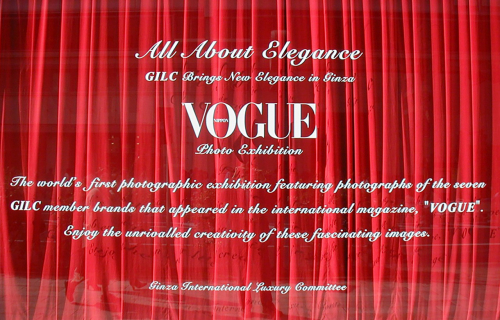 All About Elegance
GILC Brings New Elegance in Ginza
VOGUE
NIPPON
Photo Exhibition
The world's first photographic exhibition featuring photographs of the seven
GILC member brands that appeared in the international magazine, "VOGUE".
Enjoy the unrivalled creativity of these fascinating images.
Ginza International Luxury Committee